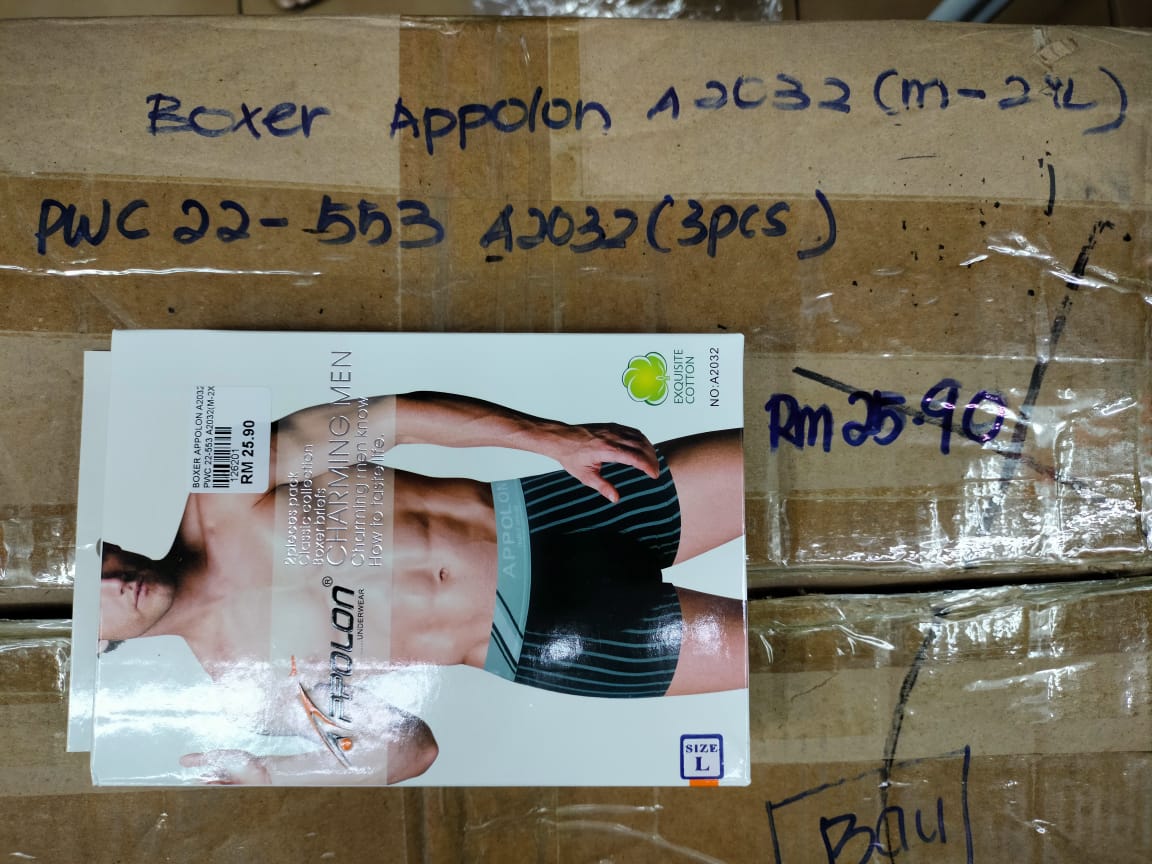 Boxer Appolon A2032 (M-2XL)
PWC 22-553 A2032 (3pcs)
RM 25.90
BOXER APPOLON A2032
PWC 22-553 A2032(M-2X
126201
RM 25.90
CHARMING MEN
Charming men know
How to taste life.
Classic collection
Boxer briefs
APPOLON®
UNDERWEAR
EXQUISITE
COTTON
NO:A2032
APPOLON
SIZE
L